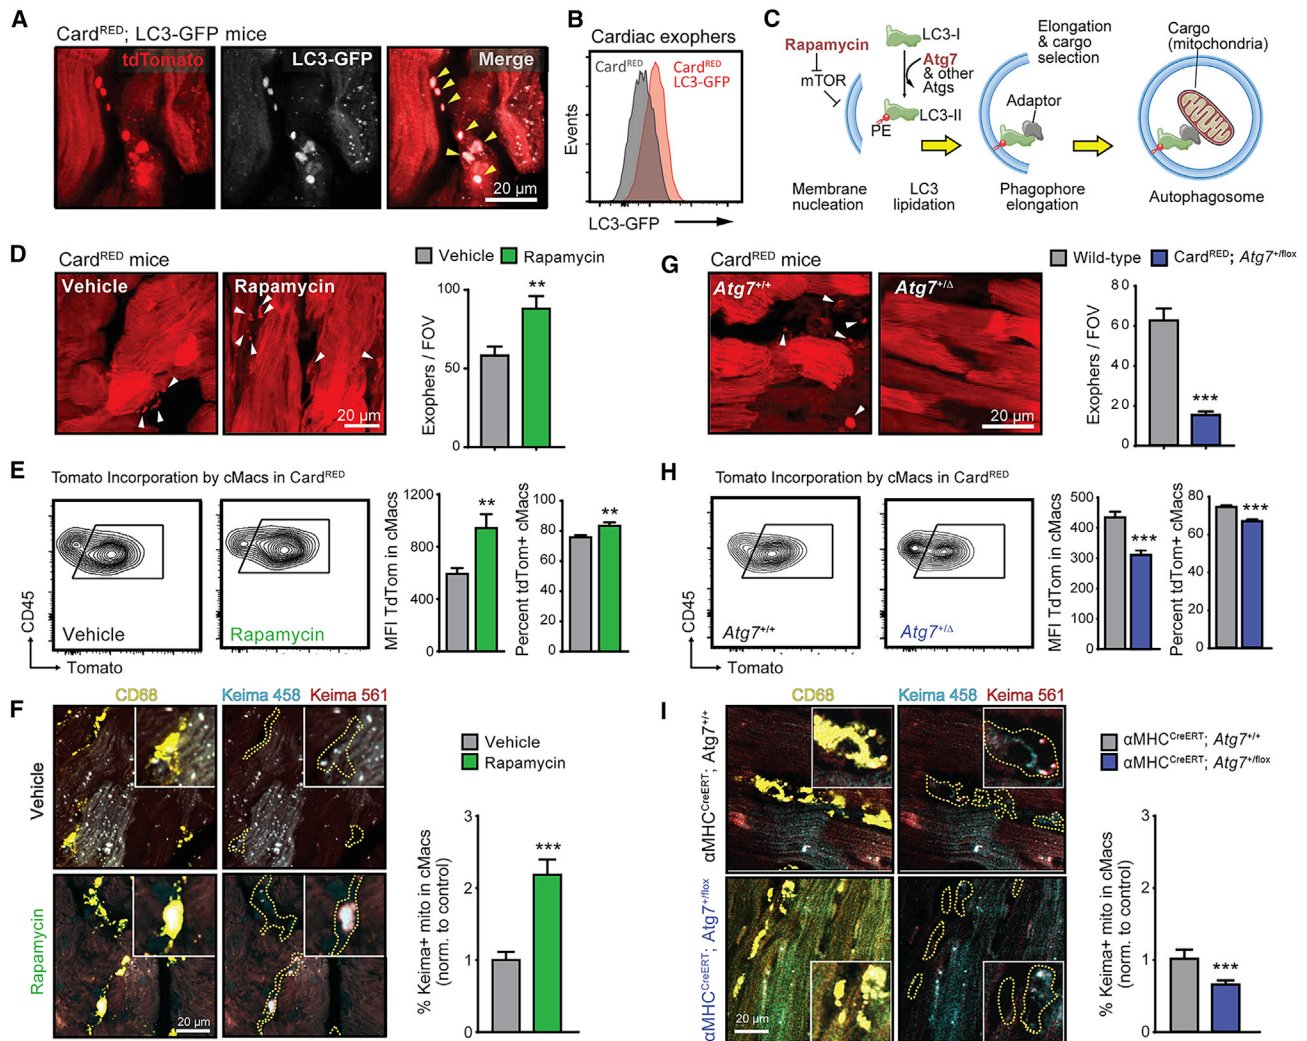 A
Card^RED; LC3-GFP mice
tdTomato
LC3-GFP
Merge
20 µm
B
Cardiac exophers
Card^RED
Card^RED
LC3-GFP
Events
LC3-GFP
C
Rapamycin
mTOR
LC3-I
Atg7
& other
Atgs
LC3-II
PE
Elongation
& cargo
selection
Adaptor
Cargo
(mitochondria)
Membrane
nucleation
LC3
lipidation
Phagophore
elongation
Autophagosome
D
Card^RED mice
Vehicle
Rapamycin
20 µm
Vehicle
Rapamycin
Exophers / FOV
100
50
0
**
E
Tomato Incorporation by cMacs in Card^RED
CD45
Tomato
Vehicle
Rapamycin
MFI TdTom in cMacs
1200
800
400
0
**
Percent tdTom+ cMacs
100
80
60
40
20
0
**
F
CD68
Keima 458
Keima 561
Vehicle
Rapamycin
20 µm
Vehicle
Rapamycin
% Keima+ mito in cMacs
(norm. to control)
3
2
1
0
***
G
Card^RED mice
Atg7^+/+
Atg7^+/Δ
20 µm
Wild-type
Card^RED; Atg7^+/flox
Exophers / FOV
80
60
40
20
0
***
H
Tomato Incorporation by cMacs in Card^RED
CD45
Tomato
Atg7^+/+
Atg7^+/Δ
MFI TdTom in cMacs
500
400
300
200
100
0
***
Percent tdTom+ cMacs
80
60
40
20
0
***
I
CD68
Keima 458
Keima 561
αMHC^CreERT; Atg7^+/+
αMHC^CreERT; Atg7^+/flox
20 µm
αMHC^CreERT; Atg7^+/+
αMHC^CreERT; Atg7^+/flox
% Keima+ mito in cMacs
(norm. to control)
3
2
1
0
***